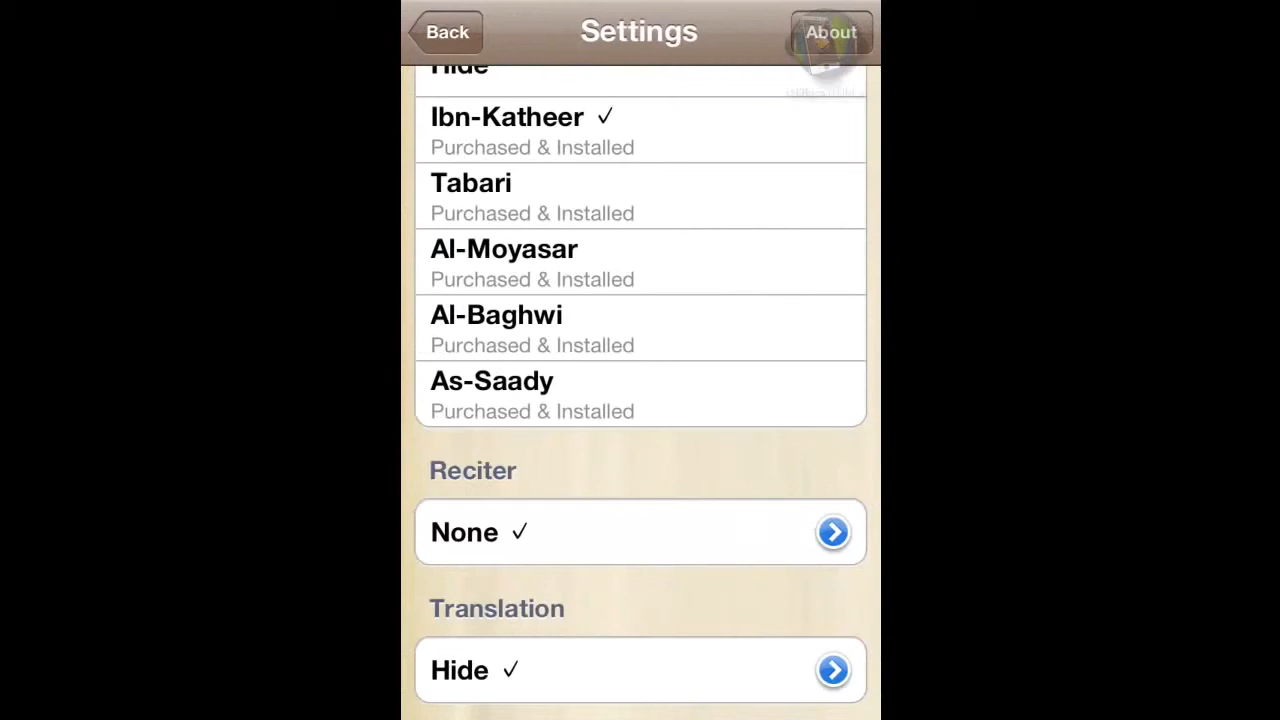 Back
Settings
About
Hide
Ibn-Katheer ✓
Purchased & Installed
Tabari
Purchased & Installed
Al-Moyasar
Purchased & Installed
Al-Baghwi
Purchased & Installed
As-Saady
Purchased & Installed
Reciter
None ✓
Translation
Hide ✓